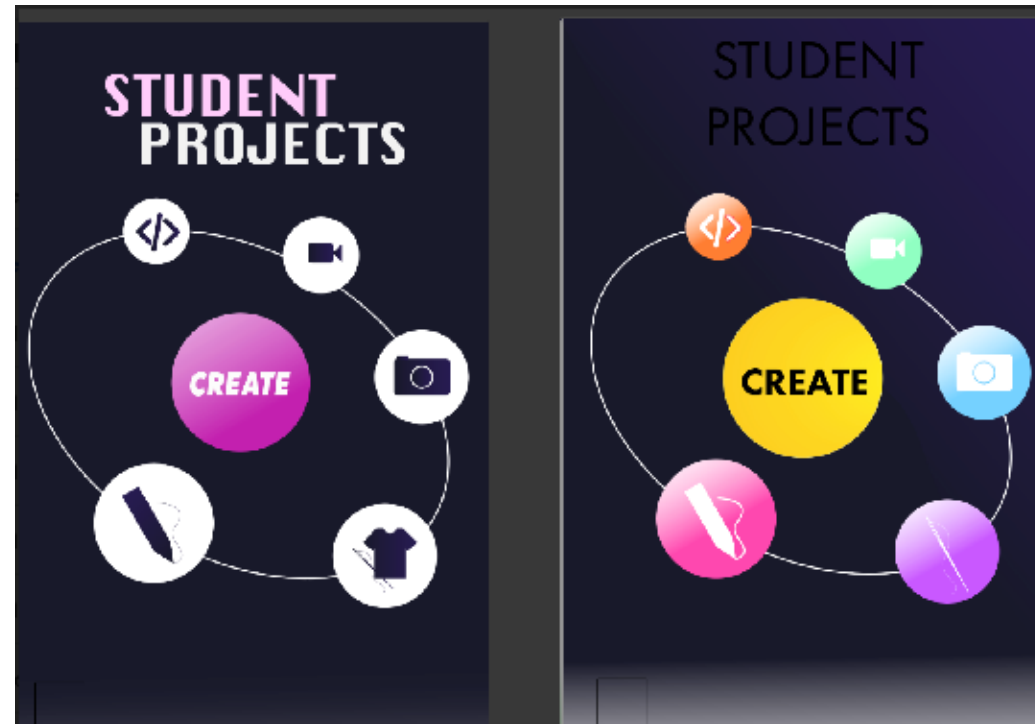 STUDENT
PROJECTS
</>
CREATE
STUDENT
PROJECTS
</>
CREATE